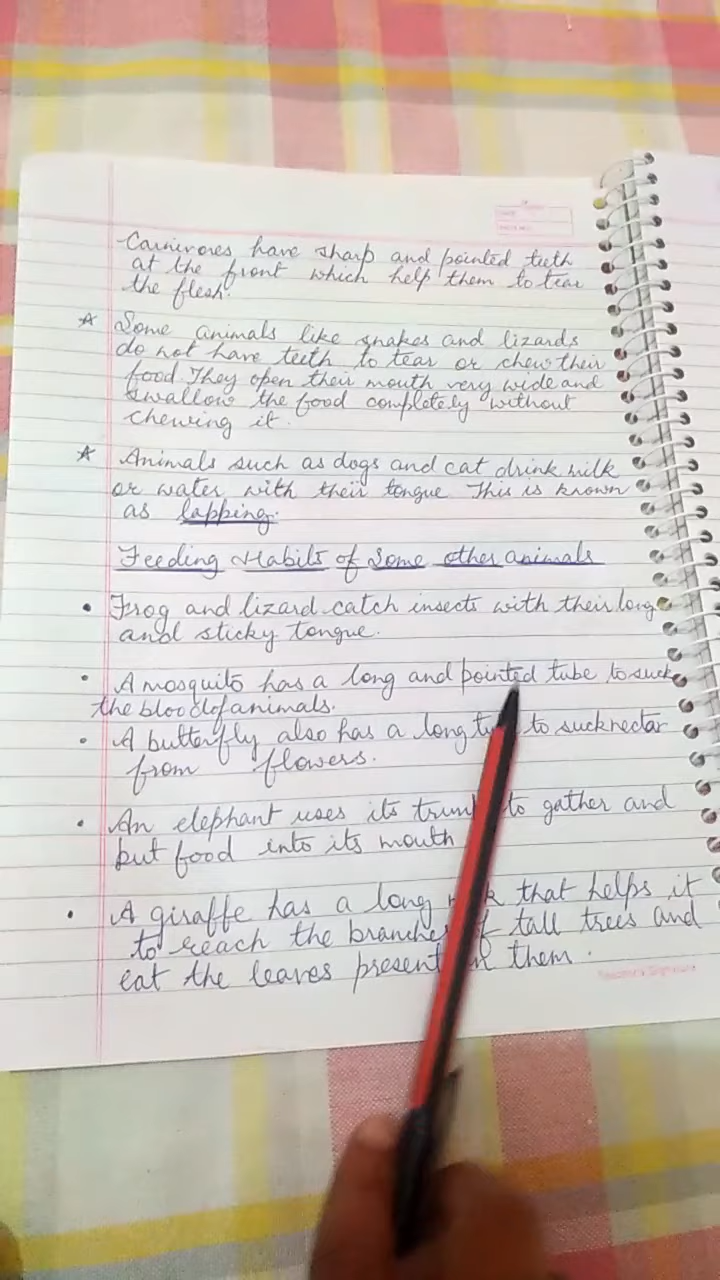 Carnivores have sharp and pointed teeth
at the front which help them to tear
the flesh.
☆ Some animals like snakes and lizards
do not have teeth to tear or chew their
food. They open their mouth very wide and
swallow the food completely without
chewing it.
☆ Animals such as dogs and cat drink milk
or water with their tongue This is known
as lapping.
Feeding Habits of Some other animals
• Frog and lizard catch insects with their long
and sticky tongue.
• A mosquito has a long and pointed tube to suck
the blood of animals.
• A butterfly also has a long to suck nectar
from flowers.
• An elephant uses its trunk to gather and
but food into its mouth
• A giraffe has a long that helps it
to reach the branches of tall trees and
eat the leaves present in them.
Teacher's Signature